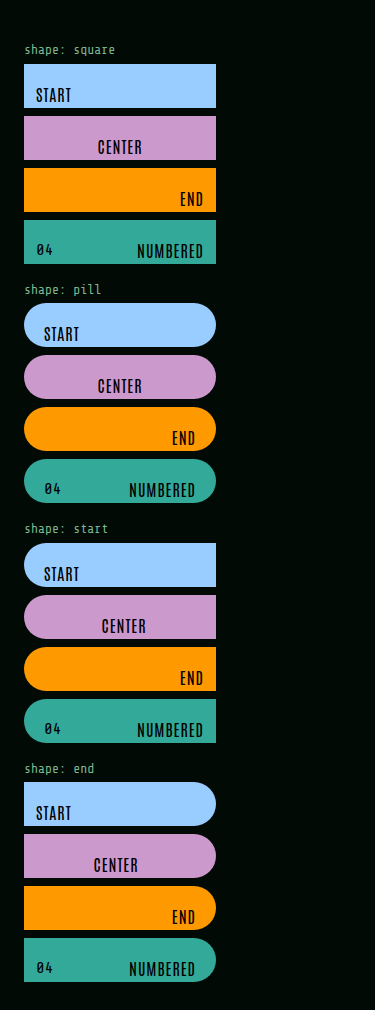 shape: square
START
CENTER
END
04 NUMBERED
shape: pill
START
CENTER
END
04 NUMBERED
shape: start
START
CENTER
END
04 NUMBERED
shape: end
START
CENTER
END
04 NUMBERED